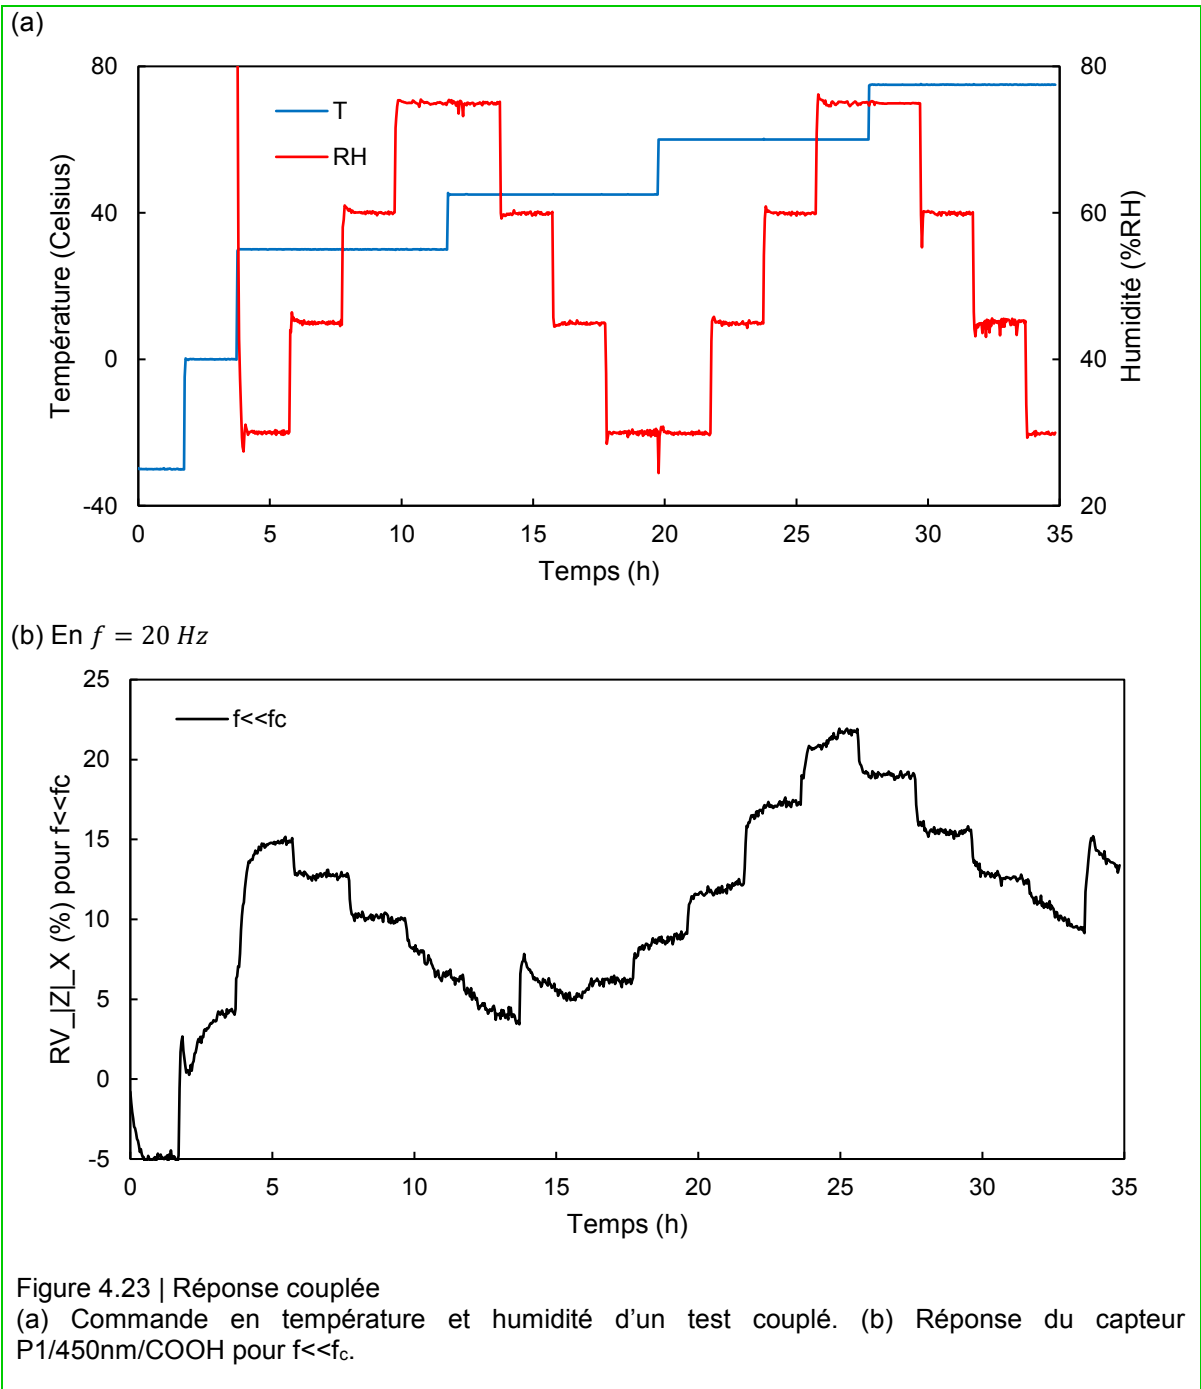 (a)
80
40
0
-40
Température (Celsius)
T
RH
80
60
40
20
Humidité (%RH)
0 5 10 15 20 25 30 35
Temps (h)
(b) En f = 20 Hz
25
20
15
10
5
0
-5
RV_|Z|_X (%) pour f<<fc
f<<fc
0 5 10 15 20 25 30 35
Temps (h)
Figure 4.23 | Réponse couplée
(a) Commande en température et humidité d’un test couplé. (b) Réponse du capteur
P1/450nm/COOH pour f<<fc.